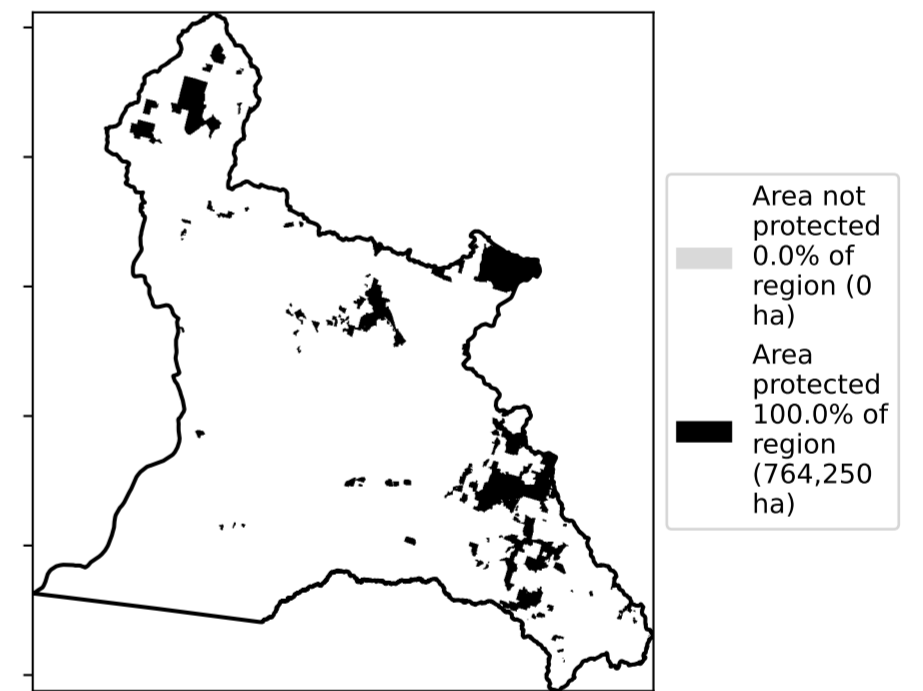 Area not
protected
0.0% of
region (0
ha)
Area
protected
100.0% of
region
(764,250
ha)